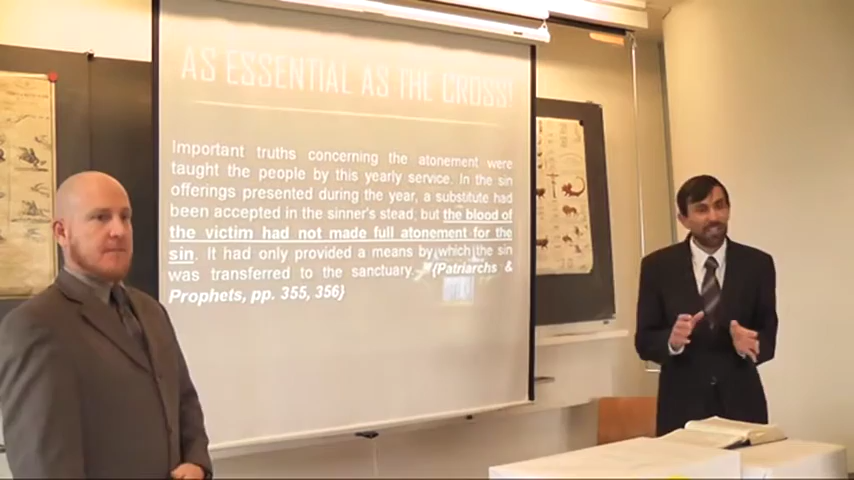 AS ESSENTIAL AS THE CROSS!
Important truths concerning the atonement were
taught the people by this yearly service. In the sin
offerings presented during the year, a substitute had
been accepted in the sinner's stead; but the blood of
the victim had not made full atonement for the
sin. It had only provided a means by which the sin
was transferred to the sanctuary. {Patriarchs &
Prophets, pp. 355, 356}